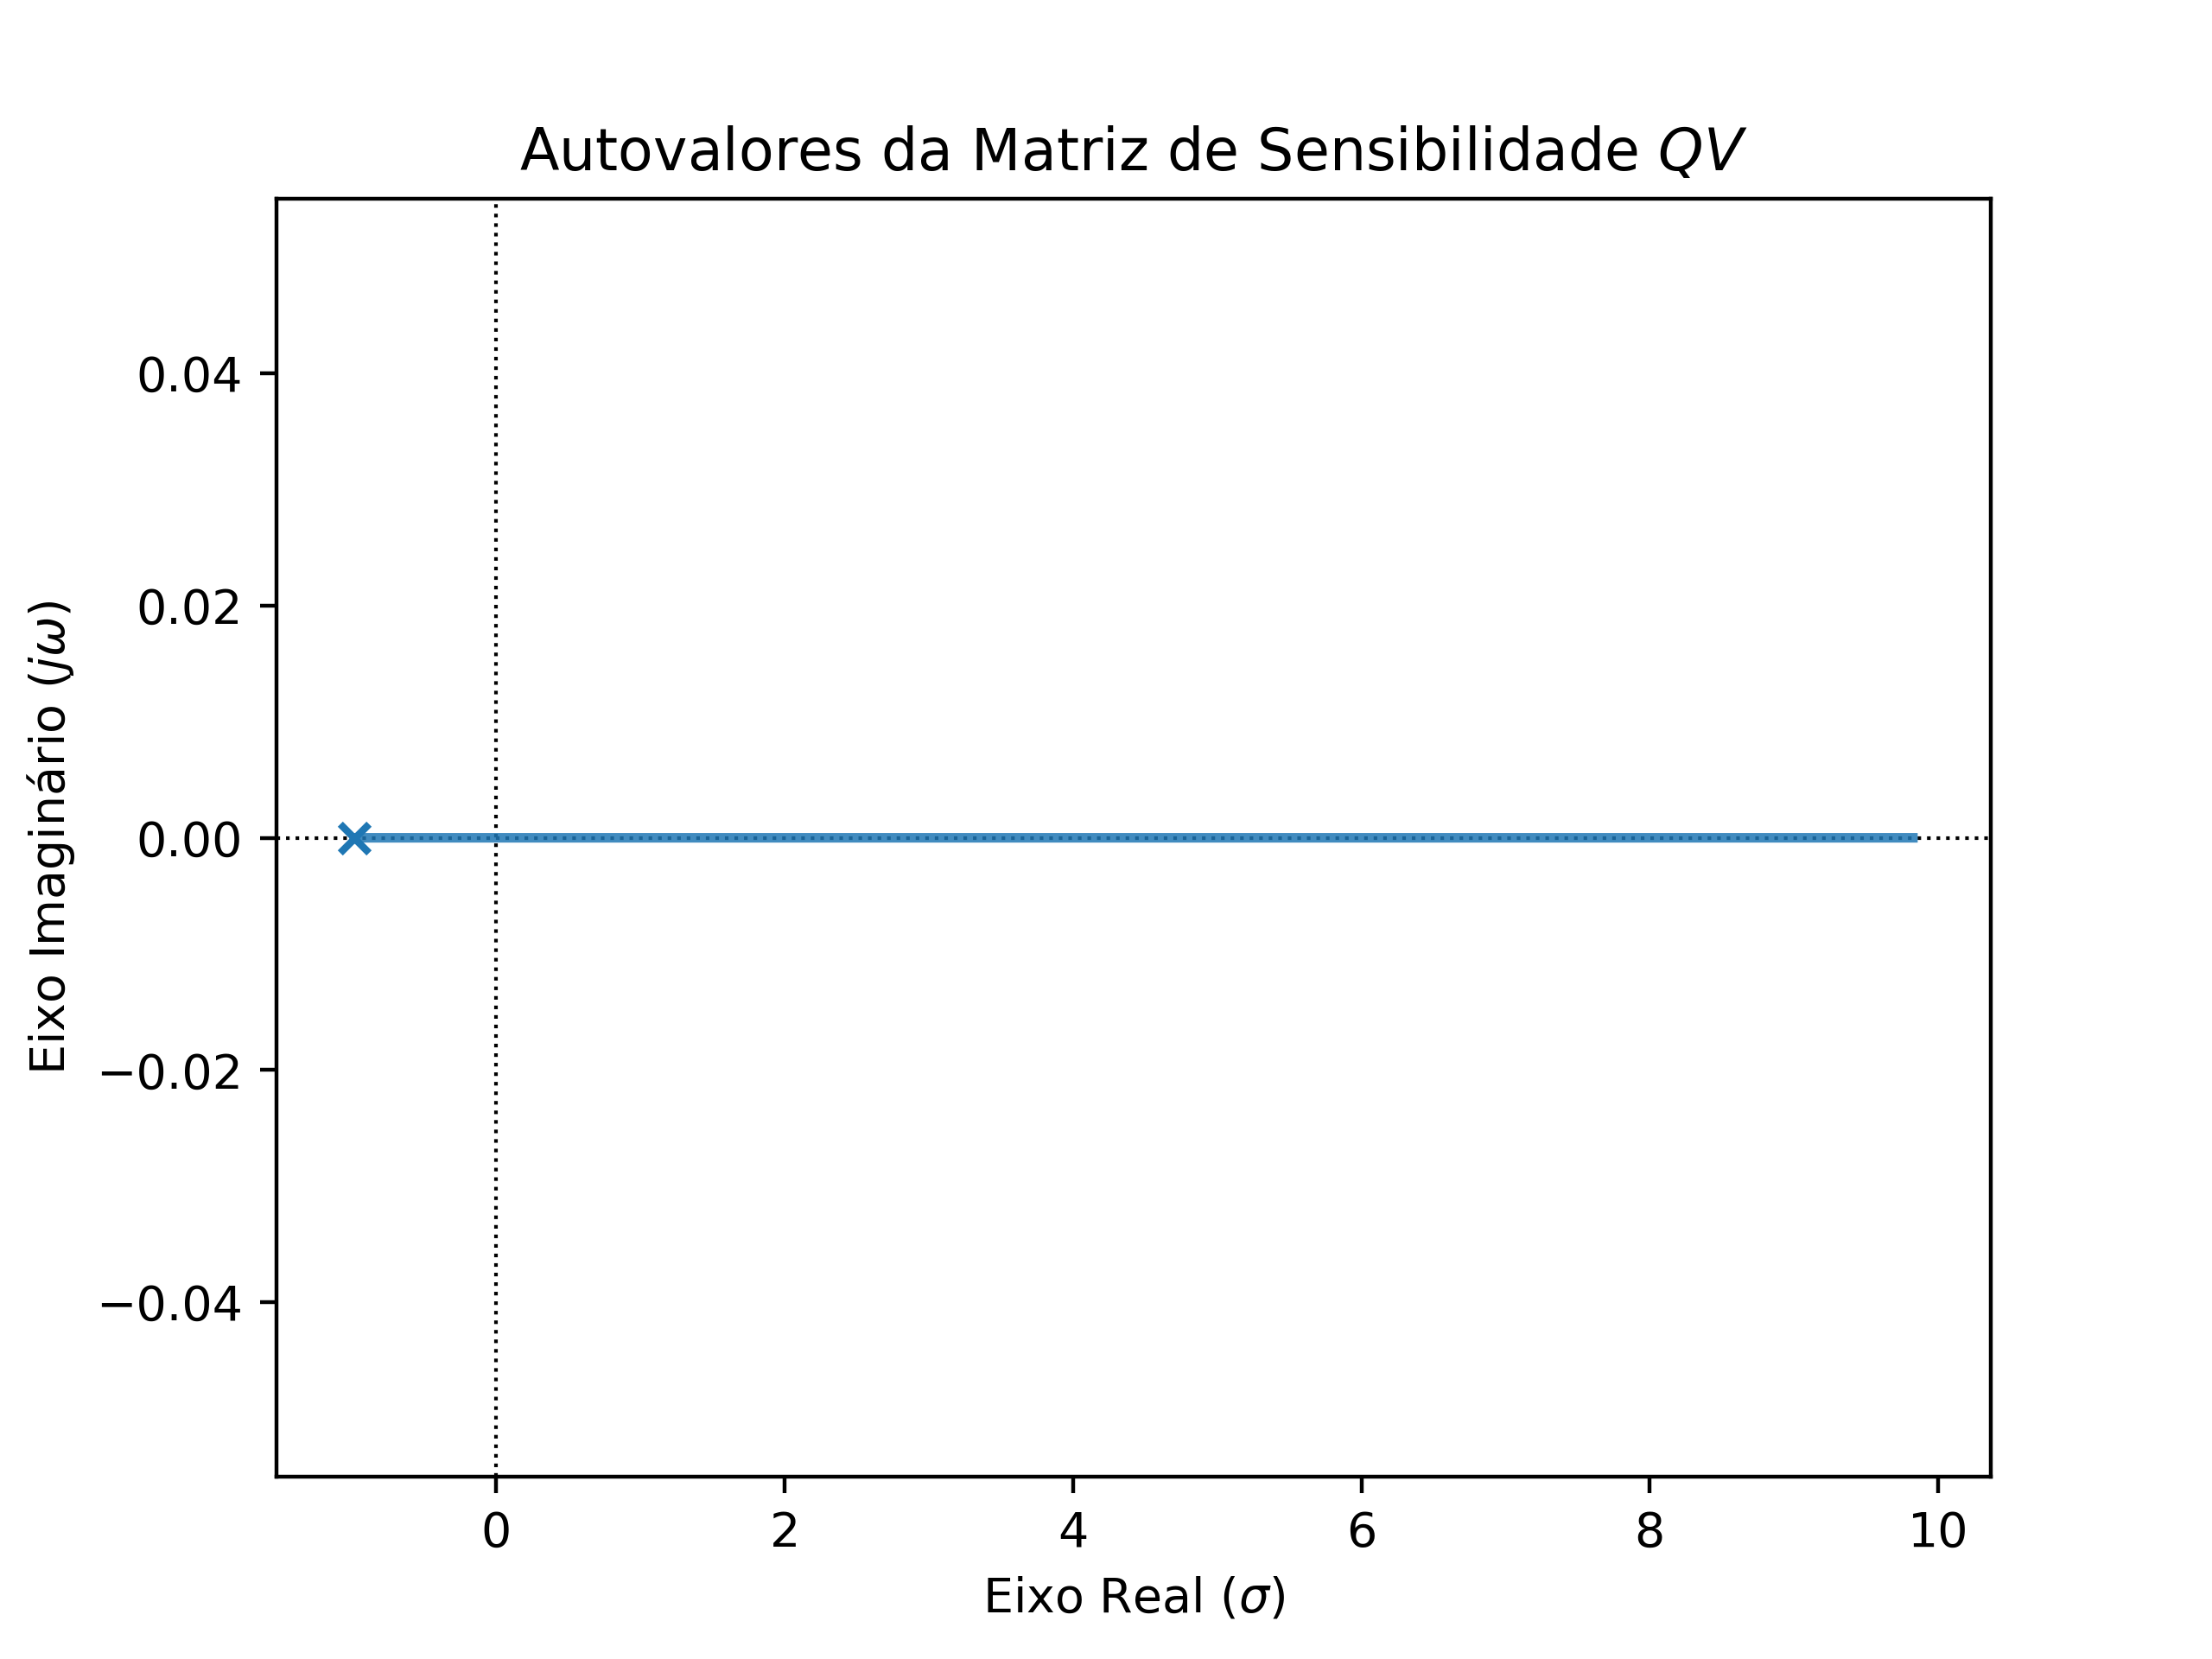 Autovalores da Matriz de Sensibilidade QV
0.04
0.02
0.00
−0.02
−0.04
Eixo Imaginário (jω)
0 2 4 6 8 10
Eixo Real (σ)